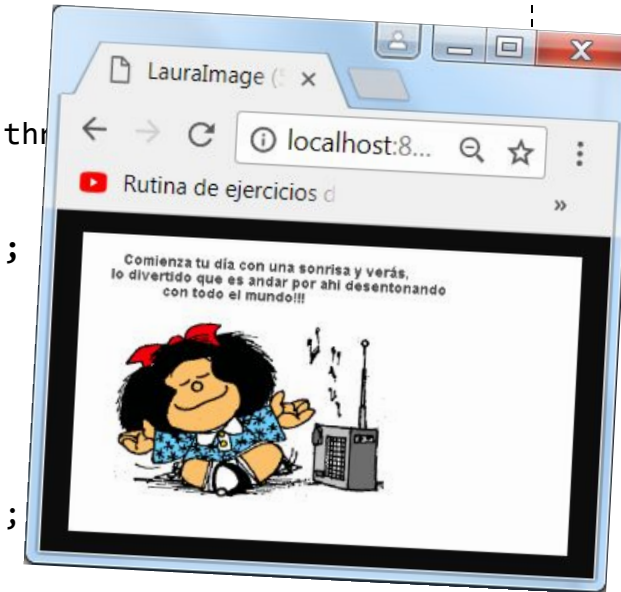 LauraImage (
thr
localhost:8...
Rutina de ejercicios d
»
;
Comienza tu día con una sonrisa y verás,
lo divertido que es andar por ahi desentonando
con todo el mundo!!!
;